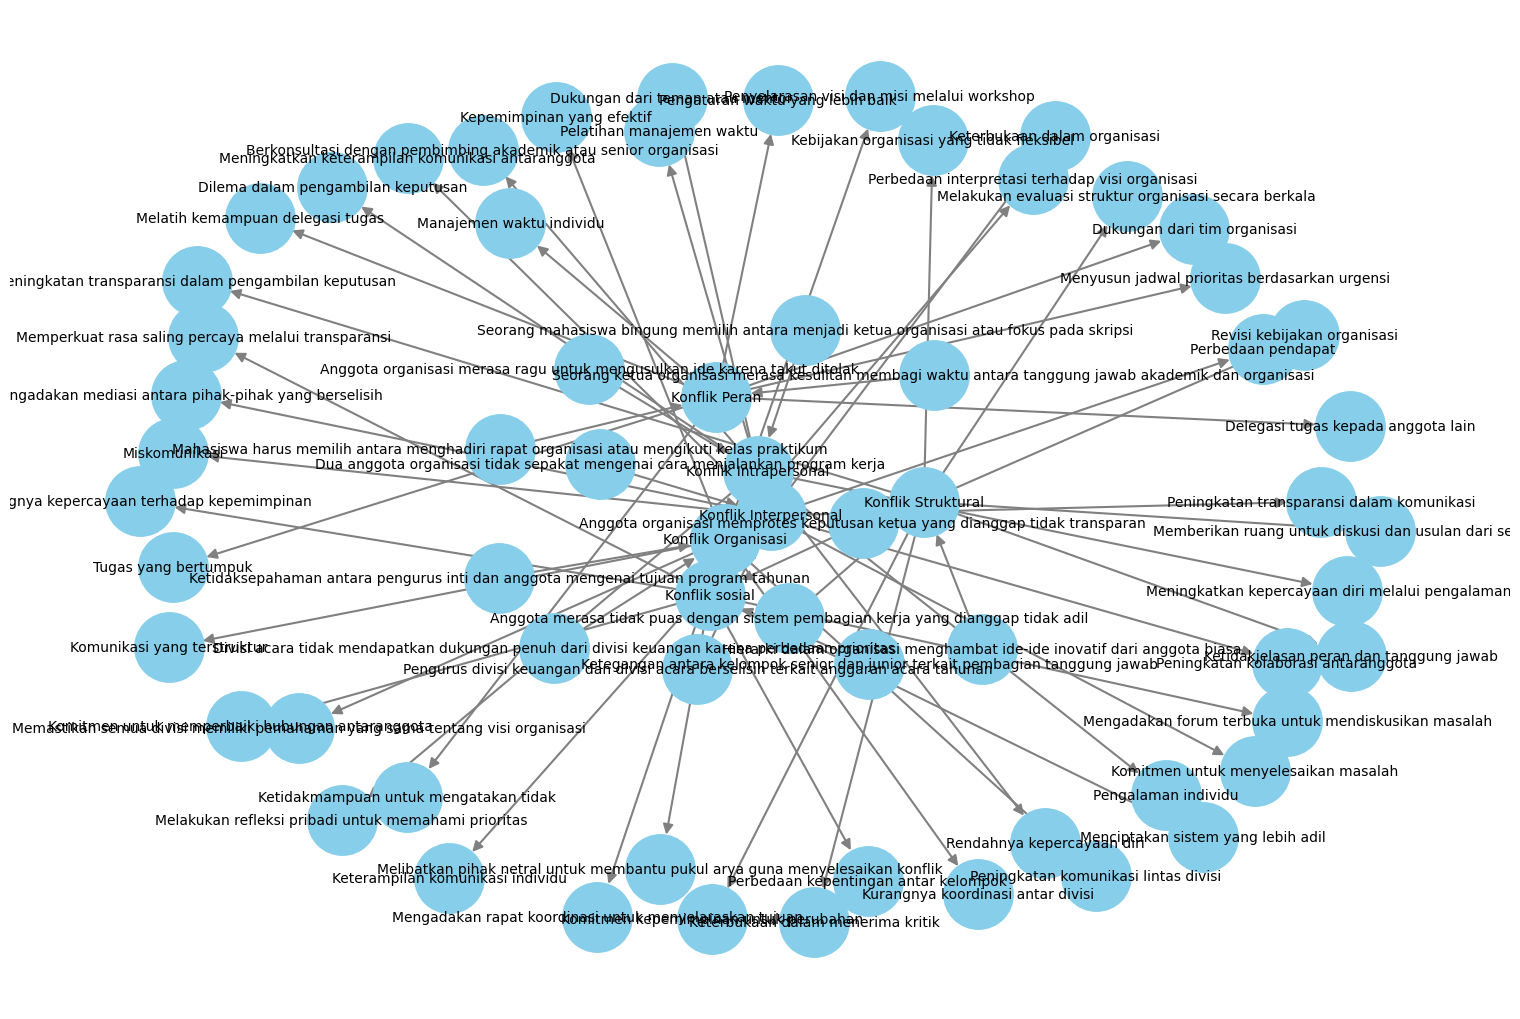 Penyelarasan visi dan misi melalui workshop
Dukungan dari teman atau
Pengaturan waktu yang lebih baik
Kepemimpinan yang efektif
Pelatihan manajemen waktu
Keterbukaan dalam organisasi
Kebijakan organisasi yang tidak fleksibel
Berkonsultasi dengan pembimbing akademik atau senior organisasi
Meningkatkan keterampilan komunikasi antaranggota
Perbedaan interpretasi terhadap visi organisasi
Dilema dalam pengambilan keputusan
Melakukan evaluasi struktur organisasi secara berkala
Melatih kemampuan delegasi tugas
Manajemen waktu individu
Dukungan dari tim organisasi
Menyusun jadwal prioritas berdasarkan urgensi
eningkatan transparansi dalam pengambilan keputusan
Seorang mahasiswa bingung memilih antara menjadi ketua organisasi atau fokus pada skripsi
Revisi kebijakan organisasi
Memperkuat rasa saling percaya melalui transparansi
Perbedaan pendapat
Anggota organisasi merasa ragu untuk mengusulkan ide karena takut ditolak
Seorang ketua organisasi merasa kesulitan membagi waktu antara tanggung jawab akademik dan organisasi
ngadakan mediasi antara pihak-pihak yang berselisih
Konflik Peran
Delegasi tugas kepada anggota lain
Mahasiswa harus memilih antara menghadiri rapat organisasi atau mengikuti kelas praktikum
Miskomunikasi
Dua anggota organisasi tidak sepakat mengenai cara menjalankan program kerja
Konflik Intrapersonal
gnya kepercayaan terhadap kepemimpinan
Konflik Struktural
Peningkatan transparansi dalam komunikasi
Konflik Interpersonal
Anggota organisasi memprotes keputusan ketua yang dianggap tidak transparan
Memberikan ruang untuk diskusi dan usulan dari se
Konflik Organisasi
Tugas yang bertumpuk
Ketidaksepahaman antara pengurus inti dan anggota mengenai tujuan program tahunan
Meningkatkan kepercayaan diri melalui pengalaman
Konflik sosial
Anggota merasa tidak puas dengan sistem pembagian kerja yang dianggap tidak adil
Komunikasi yang terstruktur
Divisi acara tidak mendapatkan dukungan penuh dari divisi keuangan karena perbedaan prioritas
Hierarki dalam organisasi menghambat ide-ide inovatif dari anggota biasa
Ketidakjelasan peran dan tanggung jawab
Ketegangan antara kelompok senior dan junior terkait pembagian tanggung jawab
Peningkatan kolaborasi antaranggota
Pengurus divisi keuangan dan divisi acara berselisih terkait anggaran acara tahunan
Mengadakan forum terbuka untuk mendiskusikan masalah
Komitmen untuk memperbaiki hubungan antaranggota
Memastikan semua divisi memiliki pemahaman yang sama tentang visi organisasi
Komitmen untuk menyelesaikan masalah
Pengalaman individu
Ketidakmampuan untuk mengatakan tidak
Melakukan refleksi pribadi untuk memahami prioritas
Menciptakan sistem yang lebih adil
Rendahnya kepercayaan diri
Melibatkan pihak netral untuk membantu pukul arya guna menyelesaikan konflik
Keterampilan komunikasi individu
Peningkatan komunikasi lintas divisi
Perbedaan kepentingan antar kelompok
Kurangnya koordinasi antar divisi
Mengadakan rapat koordinasi untuk menyelaraskan tujuan
Komitmen kepemimpinan untuk perubahan
Keterbukaan dalam menerima kritik